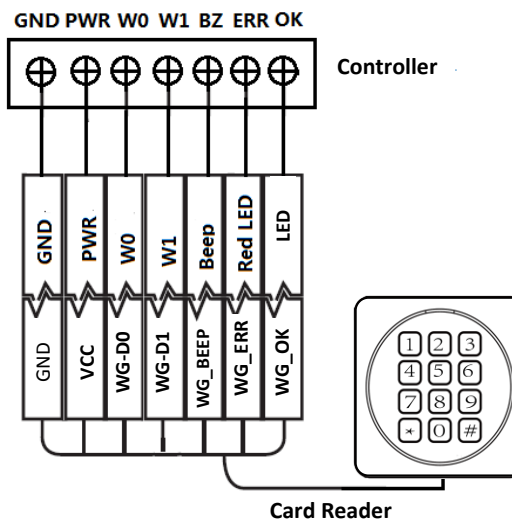 GND PWR W0 W1 BZ ERR OK
Controller
GND PWR W0 W1 Beep Red LED LED
GND VCC WG-D0 WG-D1 WG_BEEP WG_ERR WG_OK
1 2 3
4 5 6
7 8 9
* 0 #
Card Reader